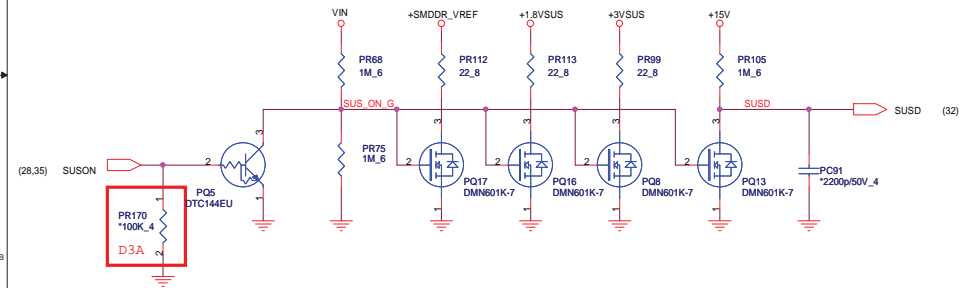 VIN
+SMDDR_VREF
+1.8VSUS
+3VSUS
+15V
PR68
1M_6
PR112
22_8
PR113
22_8
PR99
22_8
PR105
1M_6
SUS_ON_G
SUSD
SUSD
(32)
3
3
3
3
3
(28,35)
SUSON
2
PR75
1M_6
2
2
2
2
PC91
*2200p/50V_4
PQ5
DTC144EU
PQ17
DMN601K-7
PQ16
DMN601K-7
PQ8
DMN601K-7
PQ13
DMN601K-7
1
1
1
1
1
1
PR170
*100K_4
D3A
2
B